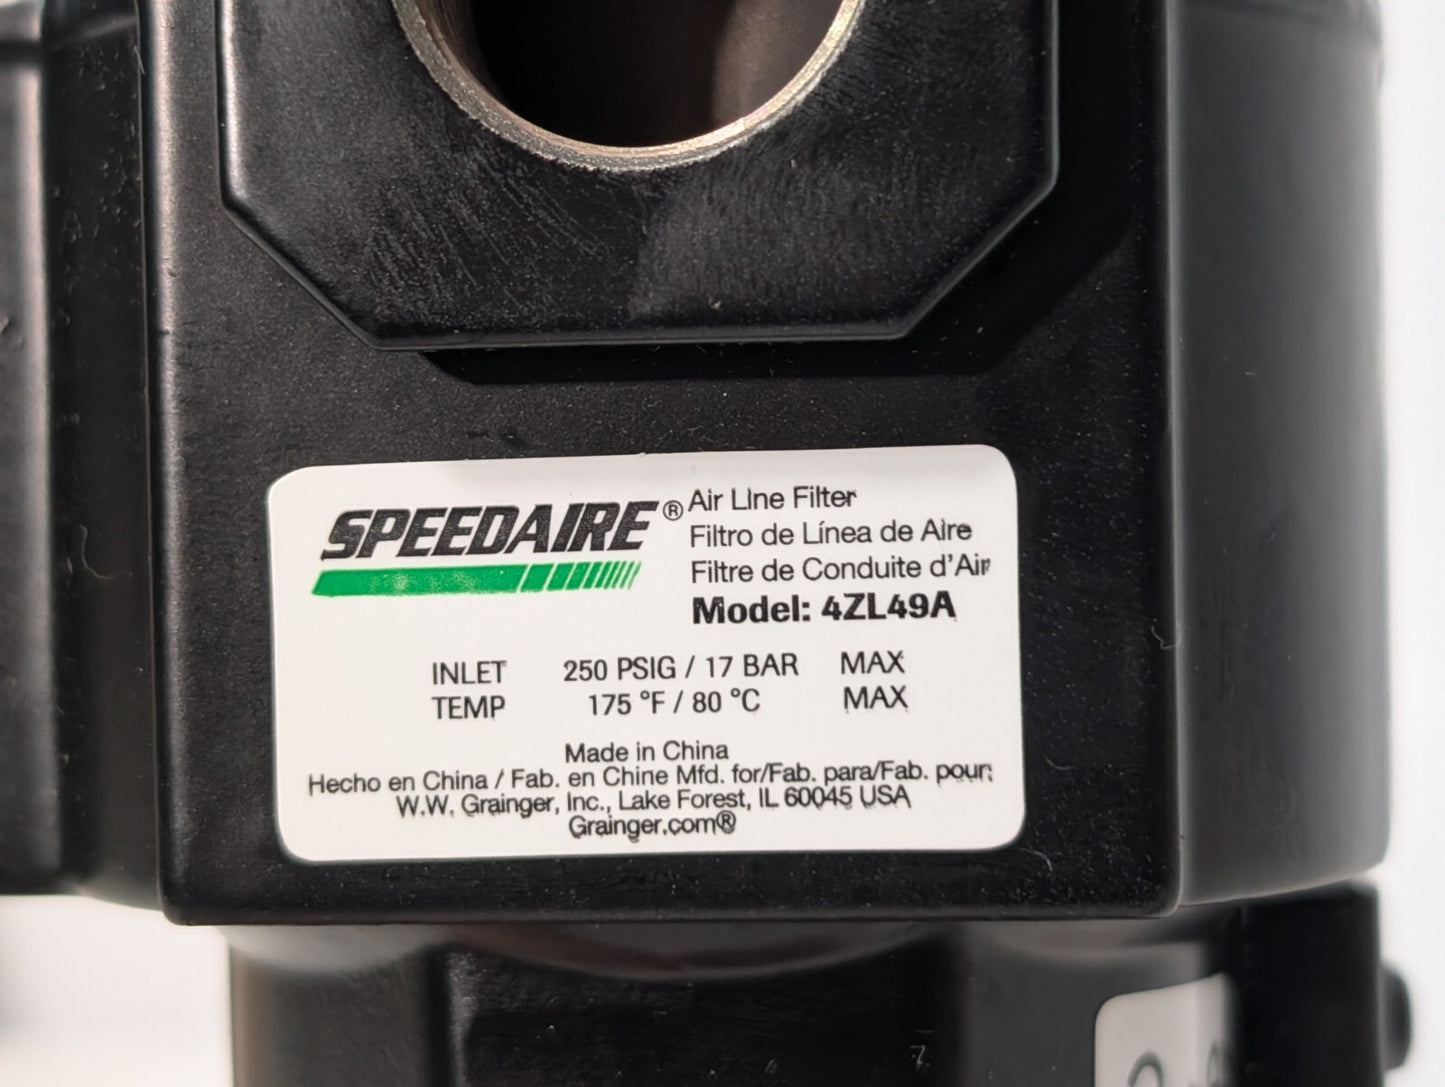 SPEEDAIRE®
Air Line Filter
Filtro de Línea de Aire
Filtre de Conduite d'Air
Model: 4ZL49A
INLET 250 PSIG / 17 BAR MAX
TEMP 175 °F / 80 °C MAX
Made in China
Hecho en China / Fab. en Chine Mfd. for/Fab. para/Fab. pour:
W.W. Grainger, Inc., Lake Forest, IL 60045 USA
Grainger.com®